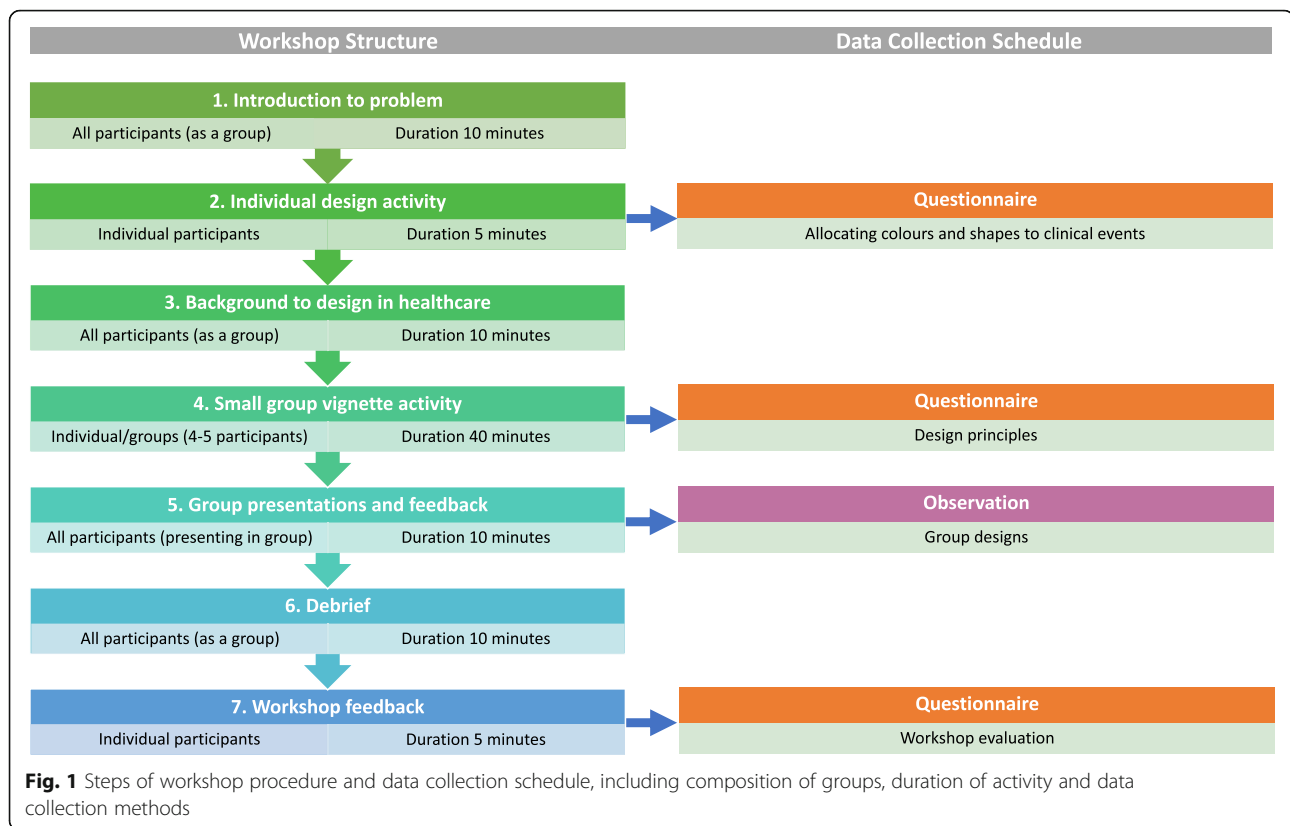 Workshop Structure
Data Collection Schedule
1. Introduction to problem
All participants (as a group)
Duration 10 minutes
2. Individual design activity
Individual participants
Duration 5 minutes
Questionnaire
Allocating colours and shapes to clinical events
3. Background to design in healthcare
All participants (as a group)
Duration 10 minutes
4. Small group vignette activity
Individual/groups (4-5 participants)
Duration 40 minutes
Questionnaire
Design principles
5. Group presentations and feedback
All participants (presenting in group)
Duration 10 minutes
Observation
Group designs
6. Debrief
All participants (as a group)
Duration 10 minutes
7. Workshop feedback
Individual participants
Duration 5 minutes
Questionnaire
Workshop evaluation
Fig. 1 Steps of workshop procedure and data collection schedule, including composition of groups, duration of activity and data
collection methods